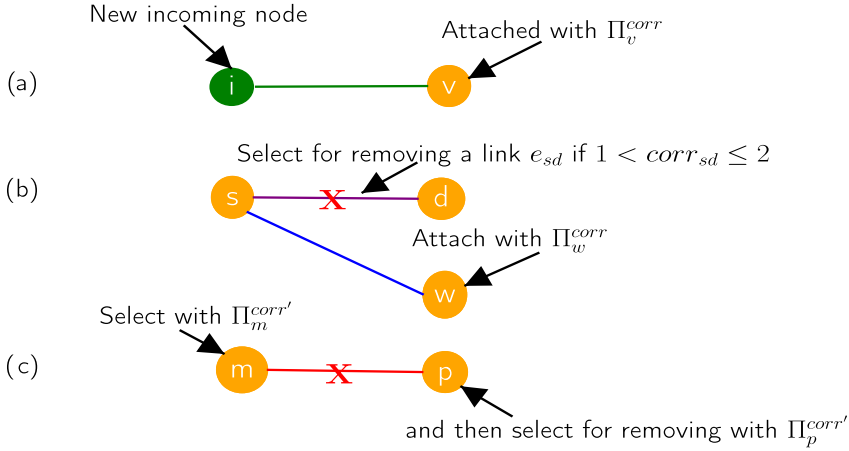 New incoming node
Attached with Π_v^{corr}
(a) i v
Select for removing a link e_{sd} if 1 < corr_{sd} ≤ 2
(b) s X d
Attach with Π_w^{corr}
w
Select with Π_m^{corr'}
(c) m X p
and then select for removing with Π_p^{corr'}